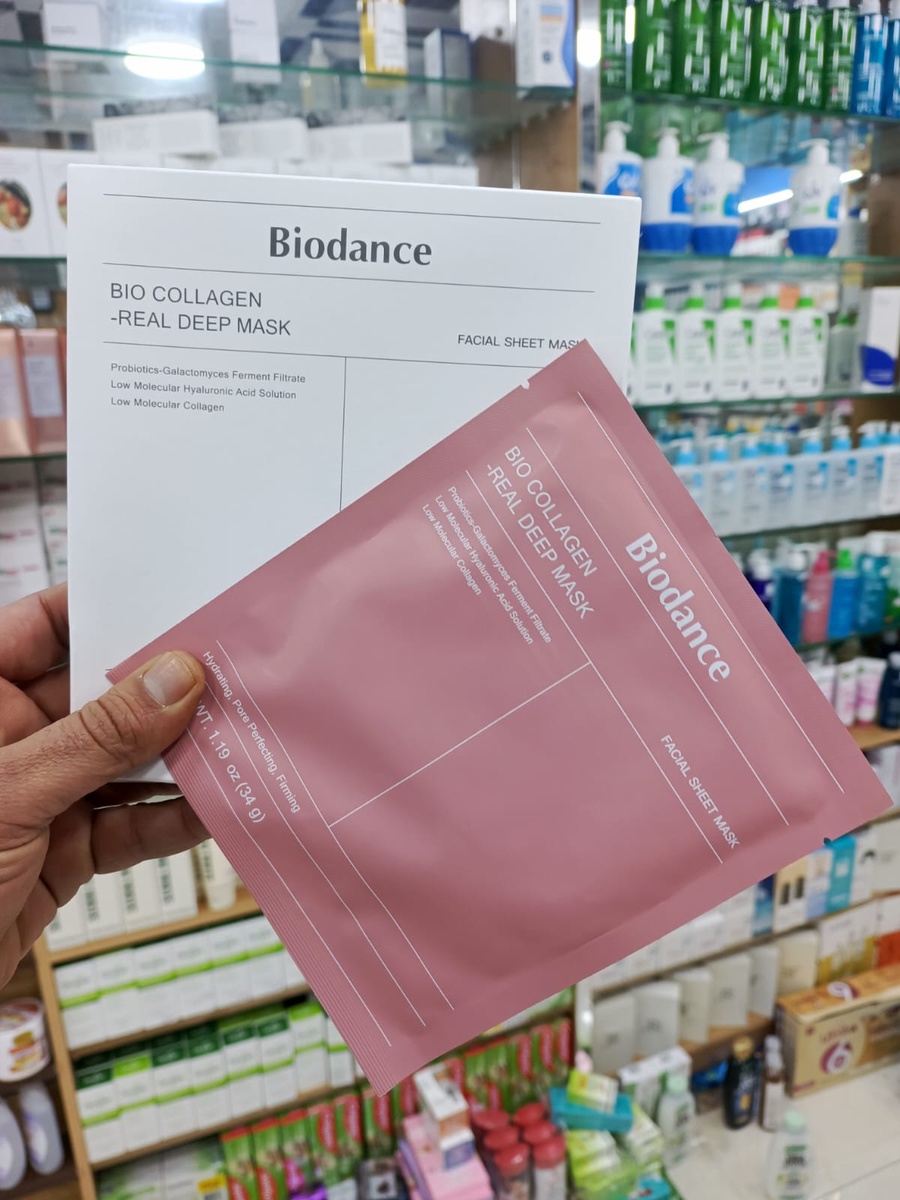 Biodance
BIO COLLAGEN
-REAL DEEP MASK
FACIAL SHEET MASK
Probiotics-Galactomyces Ferment Filtrate
Low Molecular Hyaluronic Acid Solution
Low Molecular Collagen
Biodance
BIO COLLAGEN
-REAL DEEP MASK
FACIAL SHEET MASK
Probiotics-Galactomyces Ferment Filtrate
Low Molecular Hyaluronic Acid Solution
Low Molecular Collagen
Hydrating, Pore Perfecting, Firming
WT. 1.19 oz (34 g)